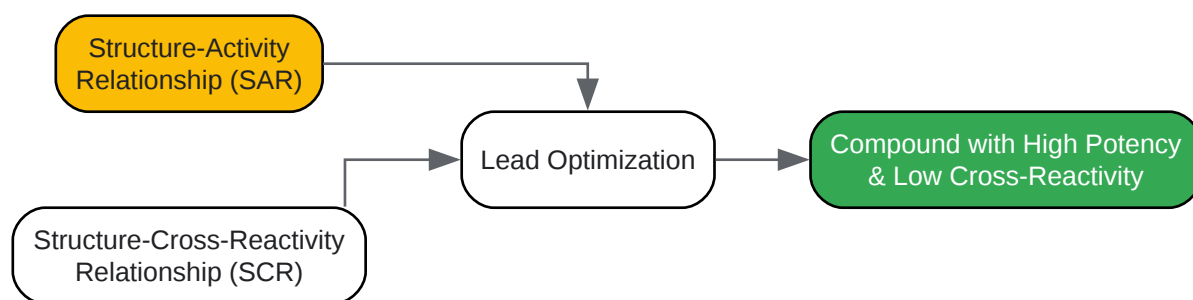 Structure-Activity
Relationship (SAR)
Lead Optimization
Compound with High Potency
& Low Cross-Reactivity
Structure-Cross-Reactivity
Relationship (SCR)